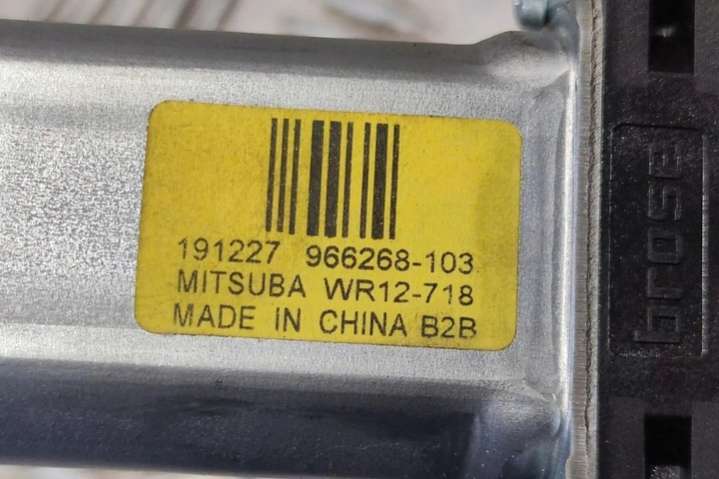 191227 966268-103
MITSUBA WR12-718
MADE IN CHINA B2B
brose